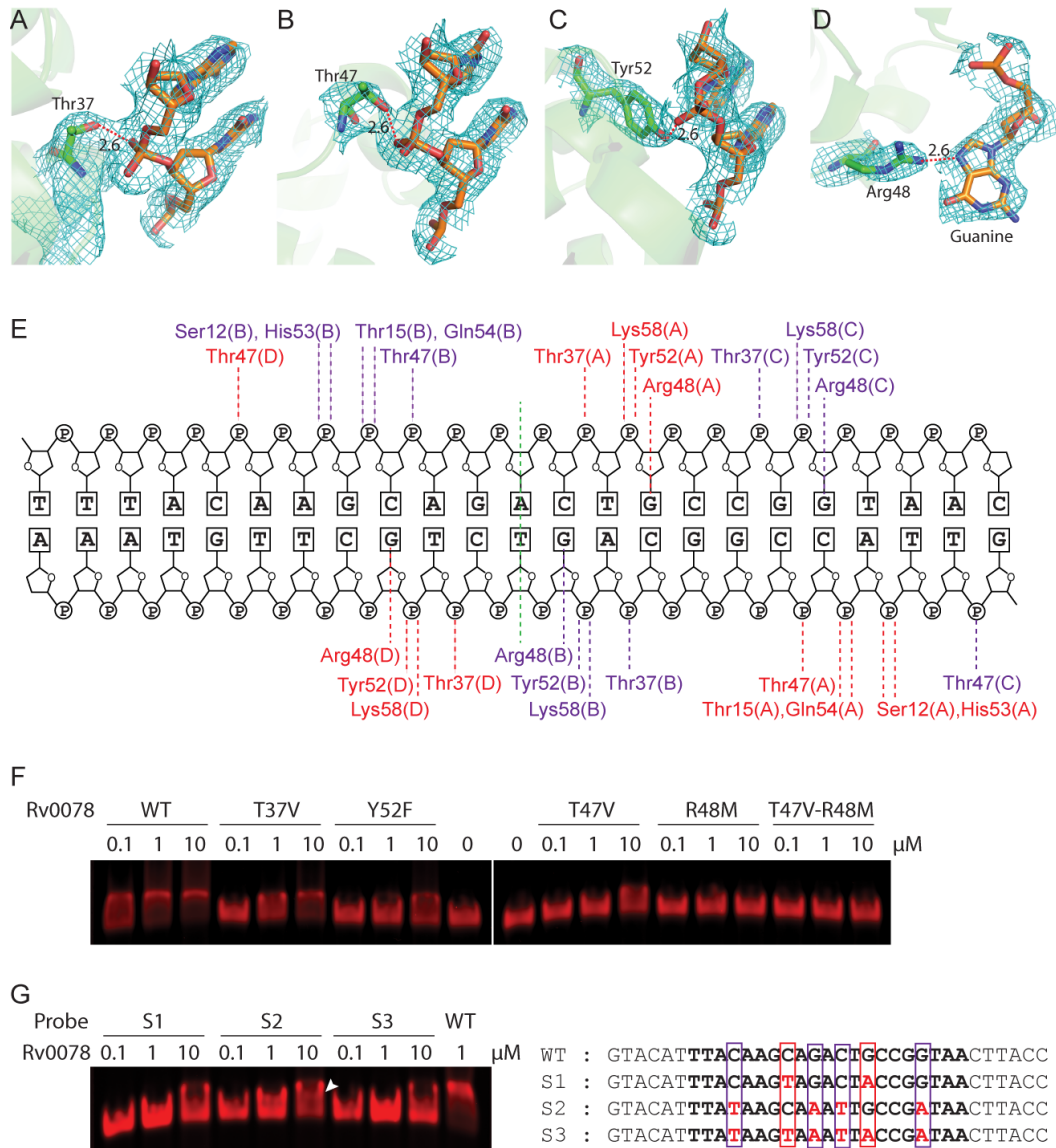 A
B
C
D
Thr37
2.6
Thr47
2.6
Tyr52
2.6
Arg48
2.6
Guanine
E
Ser12(B), His53(B)
Thr15(B), Gln54(B)
Lys58(A)
Lys58(C)
Thr47(D)
Thr47(B)
Thr37(A)
Tyr52(A)
Thr37(C)
Tyr52(C)
Arg48(A)
Arg48(C)
P P P P P P P P P P P P P P P P P P P P P P
T T T A C A A G C A G A C T G C C G G T A A C
A A A T G T T C G T C T G A C G G C C A T T G
P P P P P P P P P P P P P P P P P P P P P P
Arg48(D)
Arg48(B)
Tyr52(D)
Thr37(D)
Tyr52(B)
Thr37(B)
Thr47(A)
Thr47(C)
Lys58(D)
Lys58(B)
Thr15(A),Gln54(A)
Ser12(A),His53(A)
F
Rv0078 WT T37V Y52F T47V R48M T47V-R48M
0.1 1 10 0.1 1 10 0.1 1 10 0 0 0.1 1 10 0.1 1 10 0.1 1 10 μM
G
Probe S1 S2 S3 WT
Rv0078 0.1 1 10 0.1 1 10 0.1 1 10 1 μM
WT : GTACATTTACAAGCAGACTGCCGGTAACTTACC
S1 : GTACATTTACAAGTAGACTACCGGTAACTTACC
S2 : GTACATTTATAAGCAAATTGCCGATAACTTACC
S3 : GTACATTTATAAGTAAATTACCGATAACTTACC